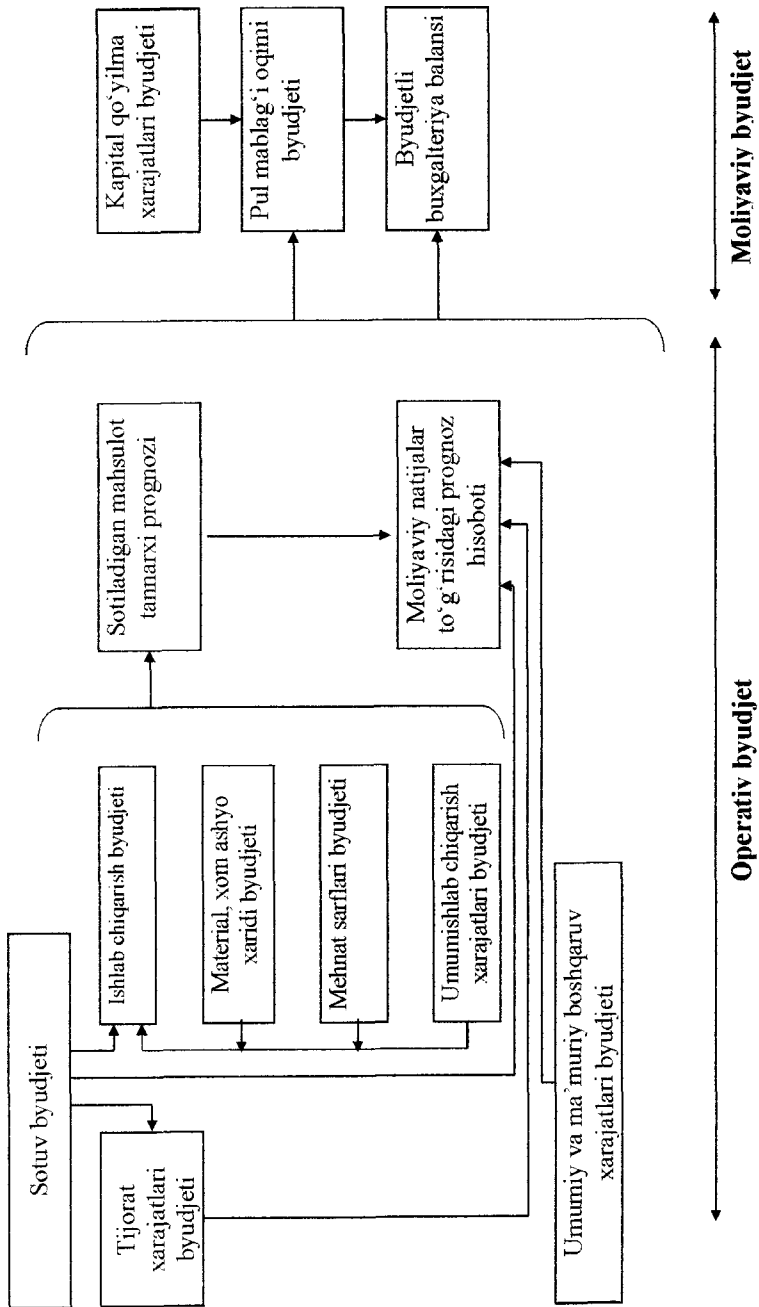 Sotuv byudjeti
Tijorat
xarajatlari
byudjeti
Ishlab chiqarish byudjeti
Material, xom ashyo
xaridi byudjeti
Mehnat sarflari byudjeti
Umumishlab chiqarish
xarajatlari byudjeti
Umumiy va ma’muriy boshqaruv
xarajatlari byudjeti
Sotiladigan mahsulot
tannarxi prognozi
Moliyaviy natijalar
to‘g‘risidagi prognoz
hisoboti
Kapital qo‘yilma
xarajatlari byudjeti
Pul mablag‘i oqimi
byudjeti
Byudjetli
buxgalteriya balansi
Operativ byudjet
Moliyaviy byudjet